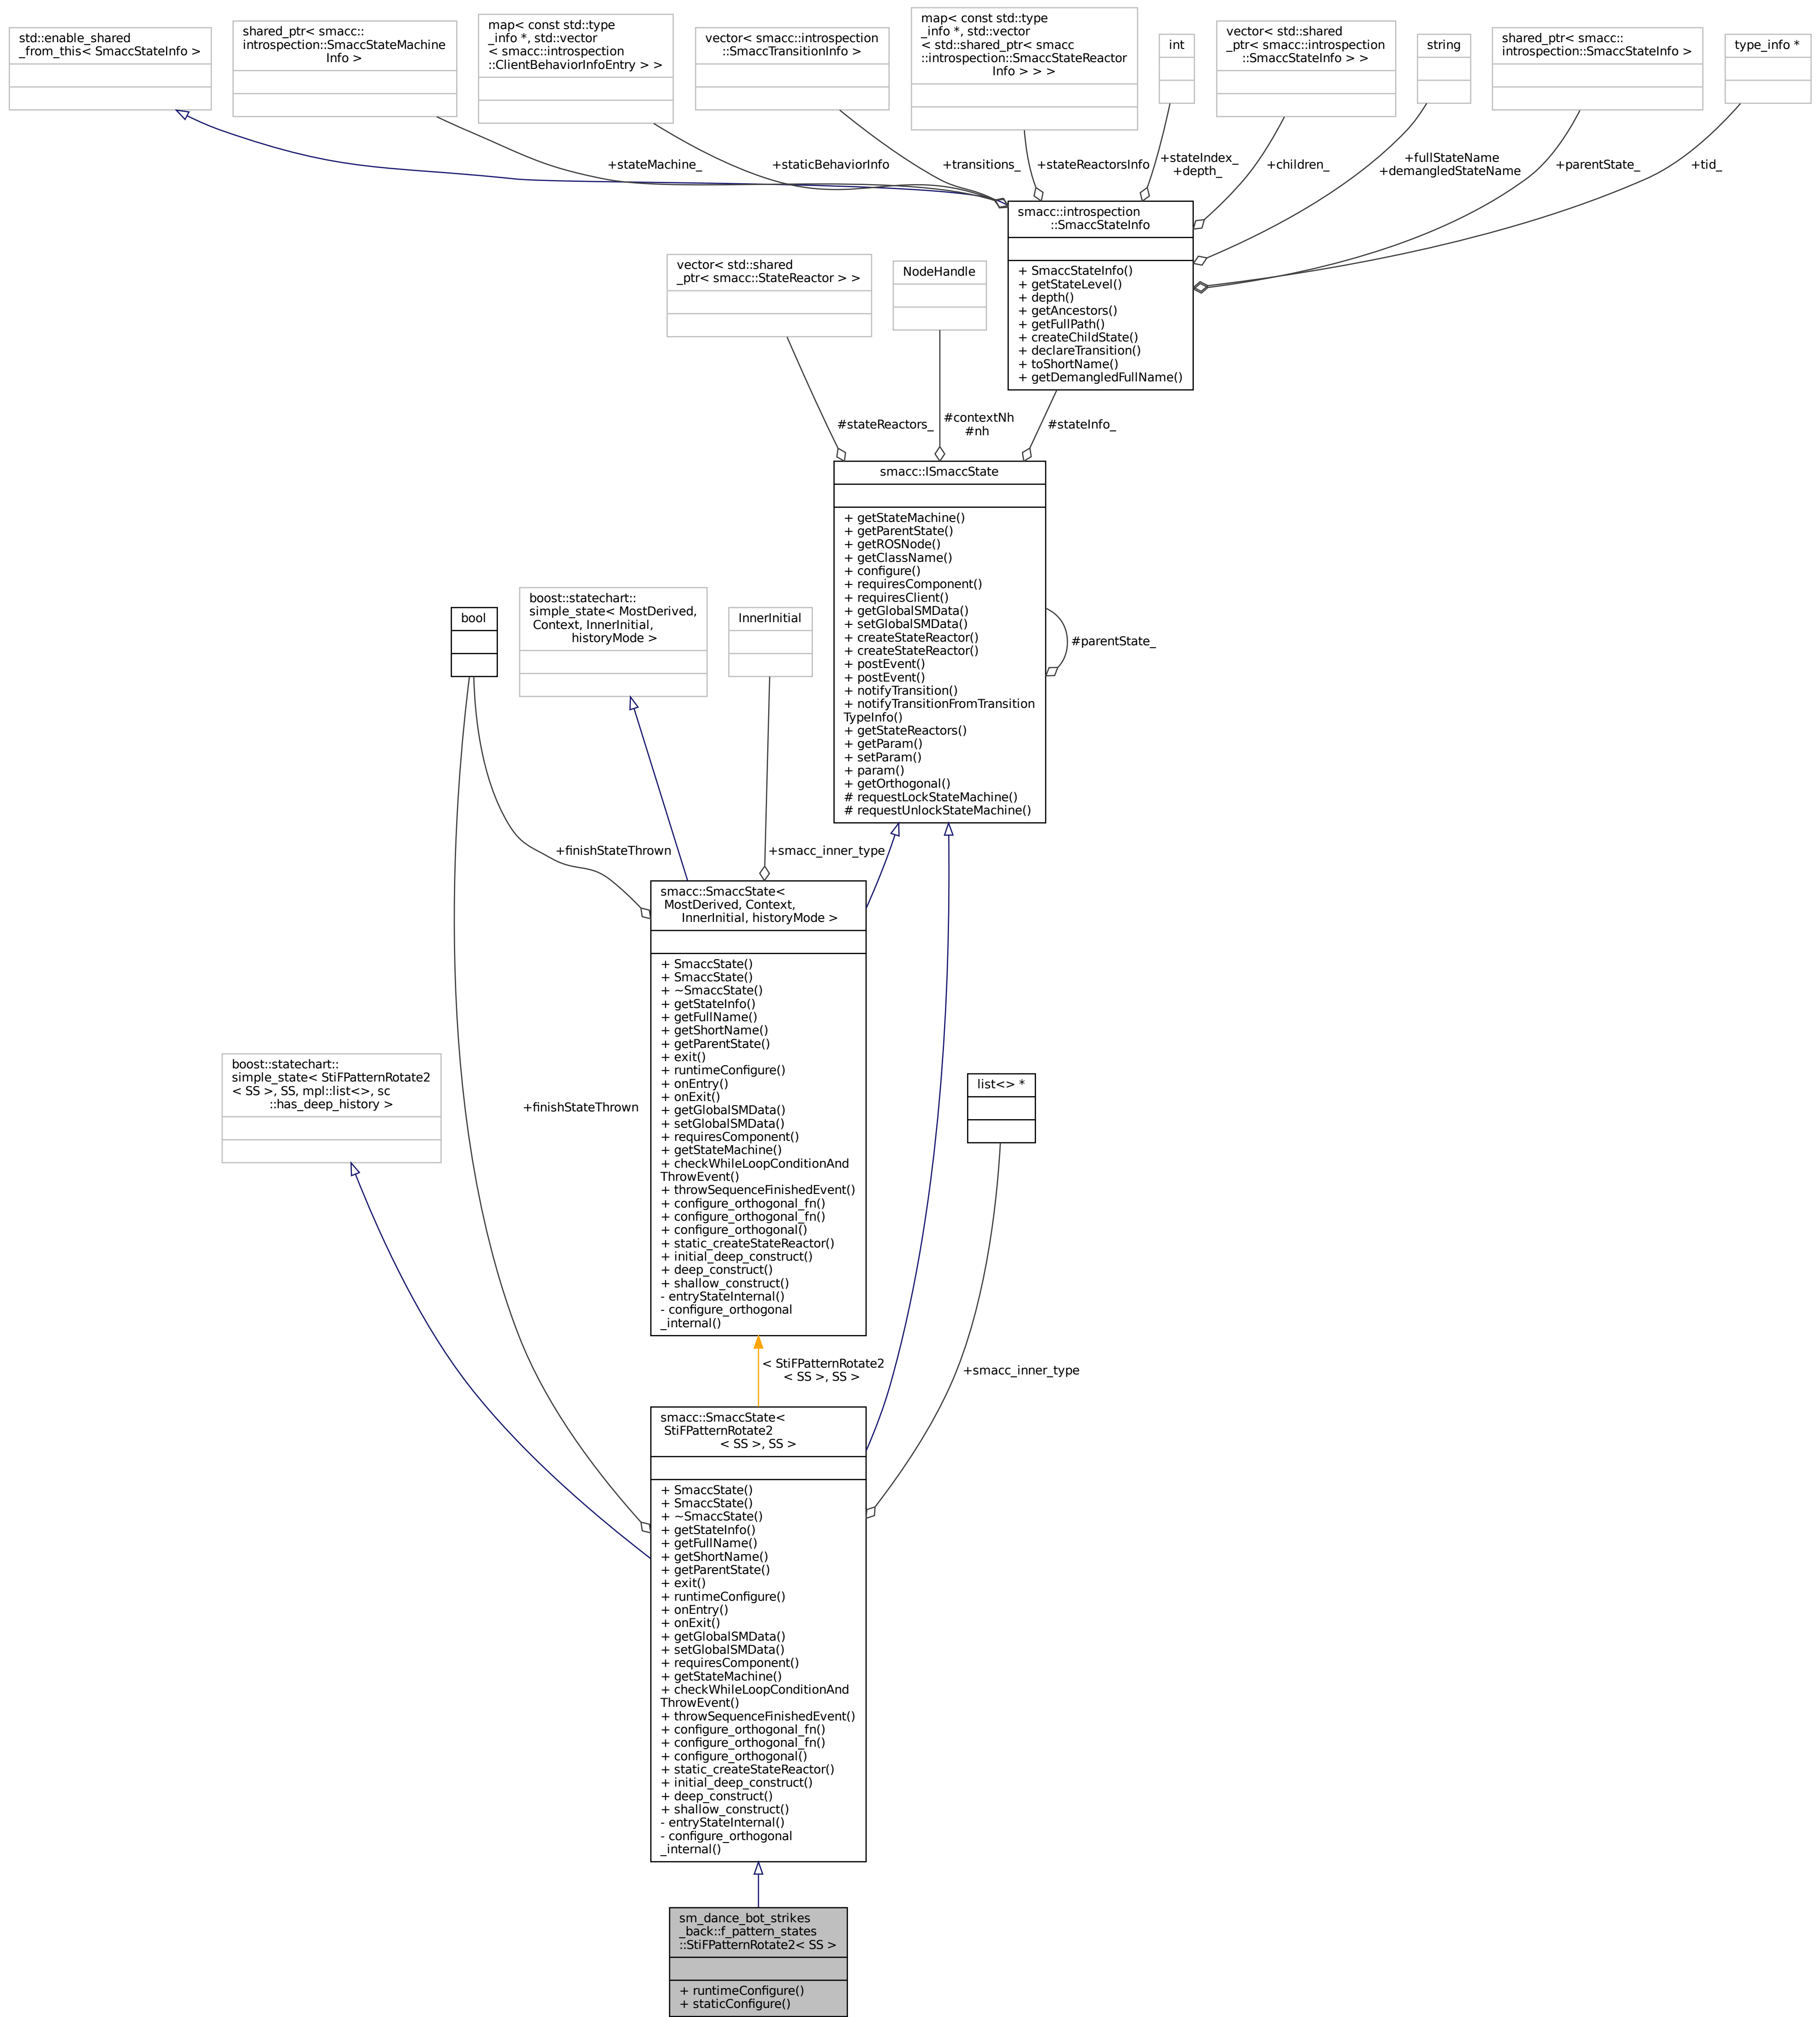 std::enable_shared
_from_this< SmaccStateInfo >
shared_ptr< smacc::
introspection::SmaccStateMachine
Info >
map< const std::type
_info *, std::vector
< smacc::introspection
::ClientBehaviorInfoEntry > >
vector< smacc::introspection
::SmaccTransitionInfo >
map< const std::type
_info *, std::vector
< std::shared_ptr< smacc
::introspection::SmaccStateReactor
Info > > >
int
vector< std::shared
_ptr< smacc::introspection
::SmaccStateInfo > >
string
shared_ptr< smacc::
introspection::SmaccStateInfo >
type_info *
+stateMachine_
+staticBehaviorInfo
+transitions_
+stateReactorsInfo
+stateIndex_
+depth_
+children_
+fullStateName
+demangledStateName
+parentState_
+tid_
smacc::introspection
::SmaccStateInfo
+ SmaccStateInfo()
+ getStateLevel()
+ depth()
+ getAncestors()
+ getFullPath()
+ createChildState()
+ declareTransition()
+ toShortName()
+ getDemangledFullName()
vector< std::shared
_ptr< smacc::StateReactor > >
NodeHandle
#stateReactors_
#contextNh
#nh
#stateInfo_
smacc::ISmaccState
+ getStateMachine()
+ getParentState()
+ getROSNode()
+ getClassName()
+ configure()
+ requiresComponent()
+ requiresClient()
+ getGlobalSMData()
+ setGlobalSMData()
+ createStateReactor()
+ createStateReactor()
+ postEvent()
+ postEvent()
+ notifyTransition()
+ notifyTransitionFromTransition
TypeInfo()
+ getStateReactors()
+ getParam()
+ setParam()
+ param()
+ getOrthogonal()
# requestLockStateMachine()
# requestUnlockStateMachine()
#parentState_
bool
boost::statechart::
simple_state< MostDerived,
Context, InnerInitial,
historyMode >
InnerInitial
+finishStateThrown
+smacc_inner_type
smacc::SmaccState<
MostDerived, Context,
InnerInitial, historyMode >
+ SmaccState()
+ SmaccState()
+ ~SmaccState()
+ getStateInfo()
+ getFullName()
+ getShortName()
+ getParentState()
+ exit()
+ runtimeConfigure()
+ onEntry()
+ onExit()
+ getGlobalSMData()
+ setGlobalSMData()
+ requiresComponent()
+ getStateMachine()
+ checkWhileLoopConditionAnd
ThrowEvent()
+ throwSequenceFinishedEvent()
+ configure_orthogonal_fn()
+ configure_orthogonal_fn()
+ configure_orthogonal()
+ static_createStateReactor()
+ initial_deep_construct()
+ deep_construct()
+ shallow_construct()
- entryStateInternal()
- configure_orthogonal
_internal()
boost::statechart::
simple_state< StiFPatternRotate2
< SS >, SS, mpl::list<>, sc
::has_deep_history >
+finishStateThrown
list<> *
< StiFPatternRotate2
< SS >, SS >
+smacc_inner_type
smacc::SmaccState<
StiFPatternRotate2
< SS >, SS >
+ SmaccState()
+ SmaccState()
+ ~SmaccState()
+ getStateInfo()
+ getFullName()
+ getShortName()
+ getParentState()
+ exit()
+ runtimeConfigure()
+ onEntry()
+ onExit()
+ getGlobalSMData()
+ setGlobalSMData()
+ requiresComponent()
+ getStateMachine()
+ checkWhileLoopConditionAnd
ThrowEvent()
+ throwSequenceFinishedEvent()
+ configure_orthogonal_fn()
+ configure_orthogonal_fn()
+ configure_orthogonal()
+ static_createStateReactor()
+ initial_deep_construct()
+ deep_construct()
+ shallow_construct()
- entryStateInternal()
- configure_orthogonal
_internal()
sm_dance_bot_strikes
_back::f_pattern_states
::StiFPatternRotate2< SS >
+ runtimeConfigure()
+ staticConfigure()